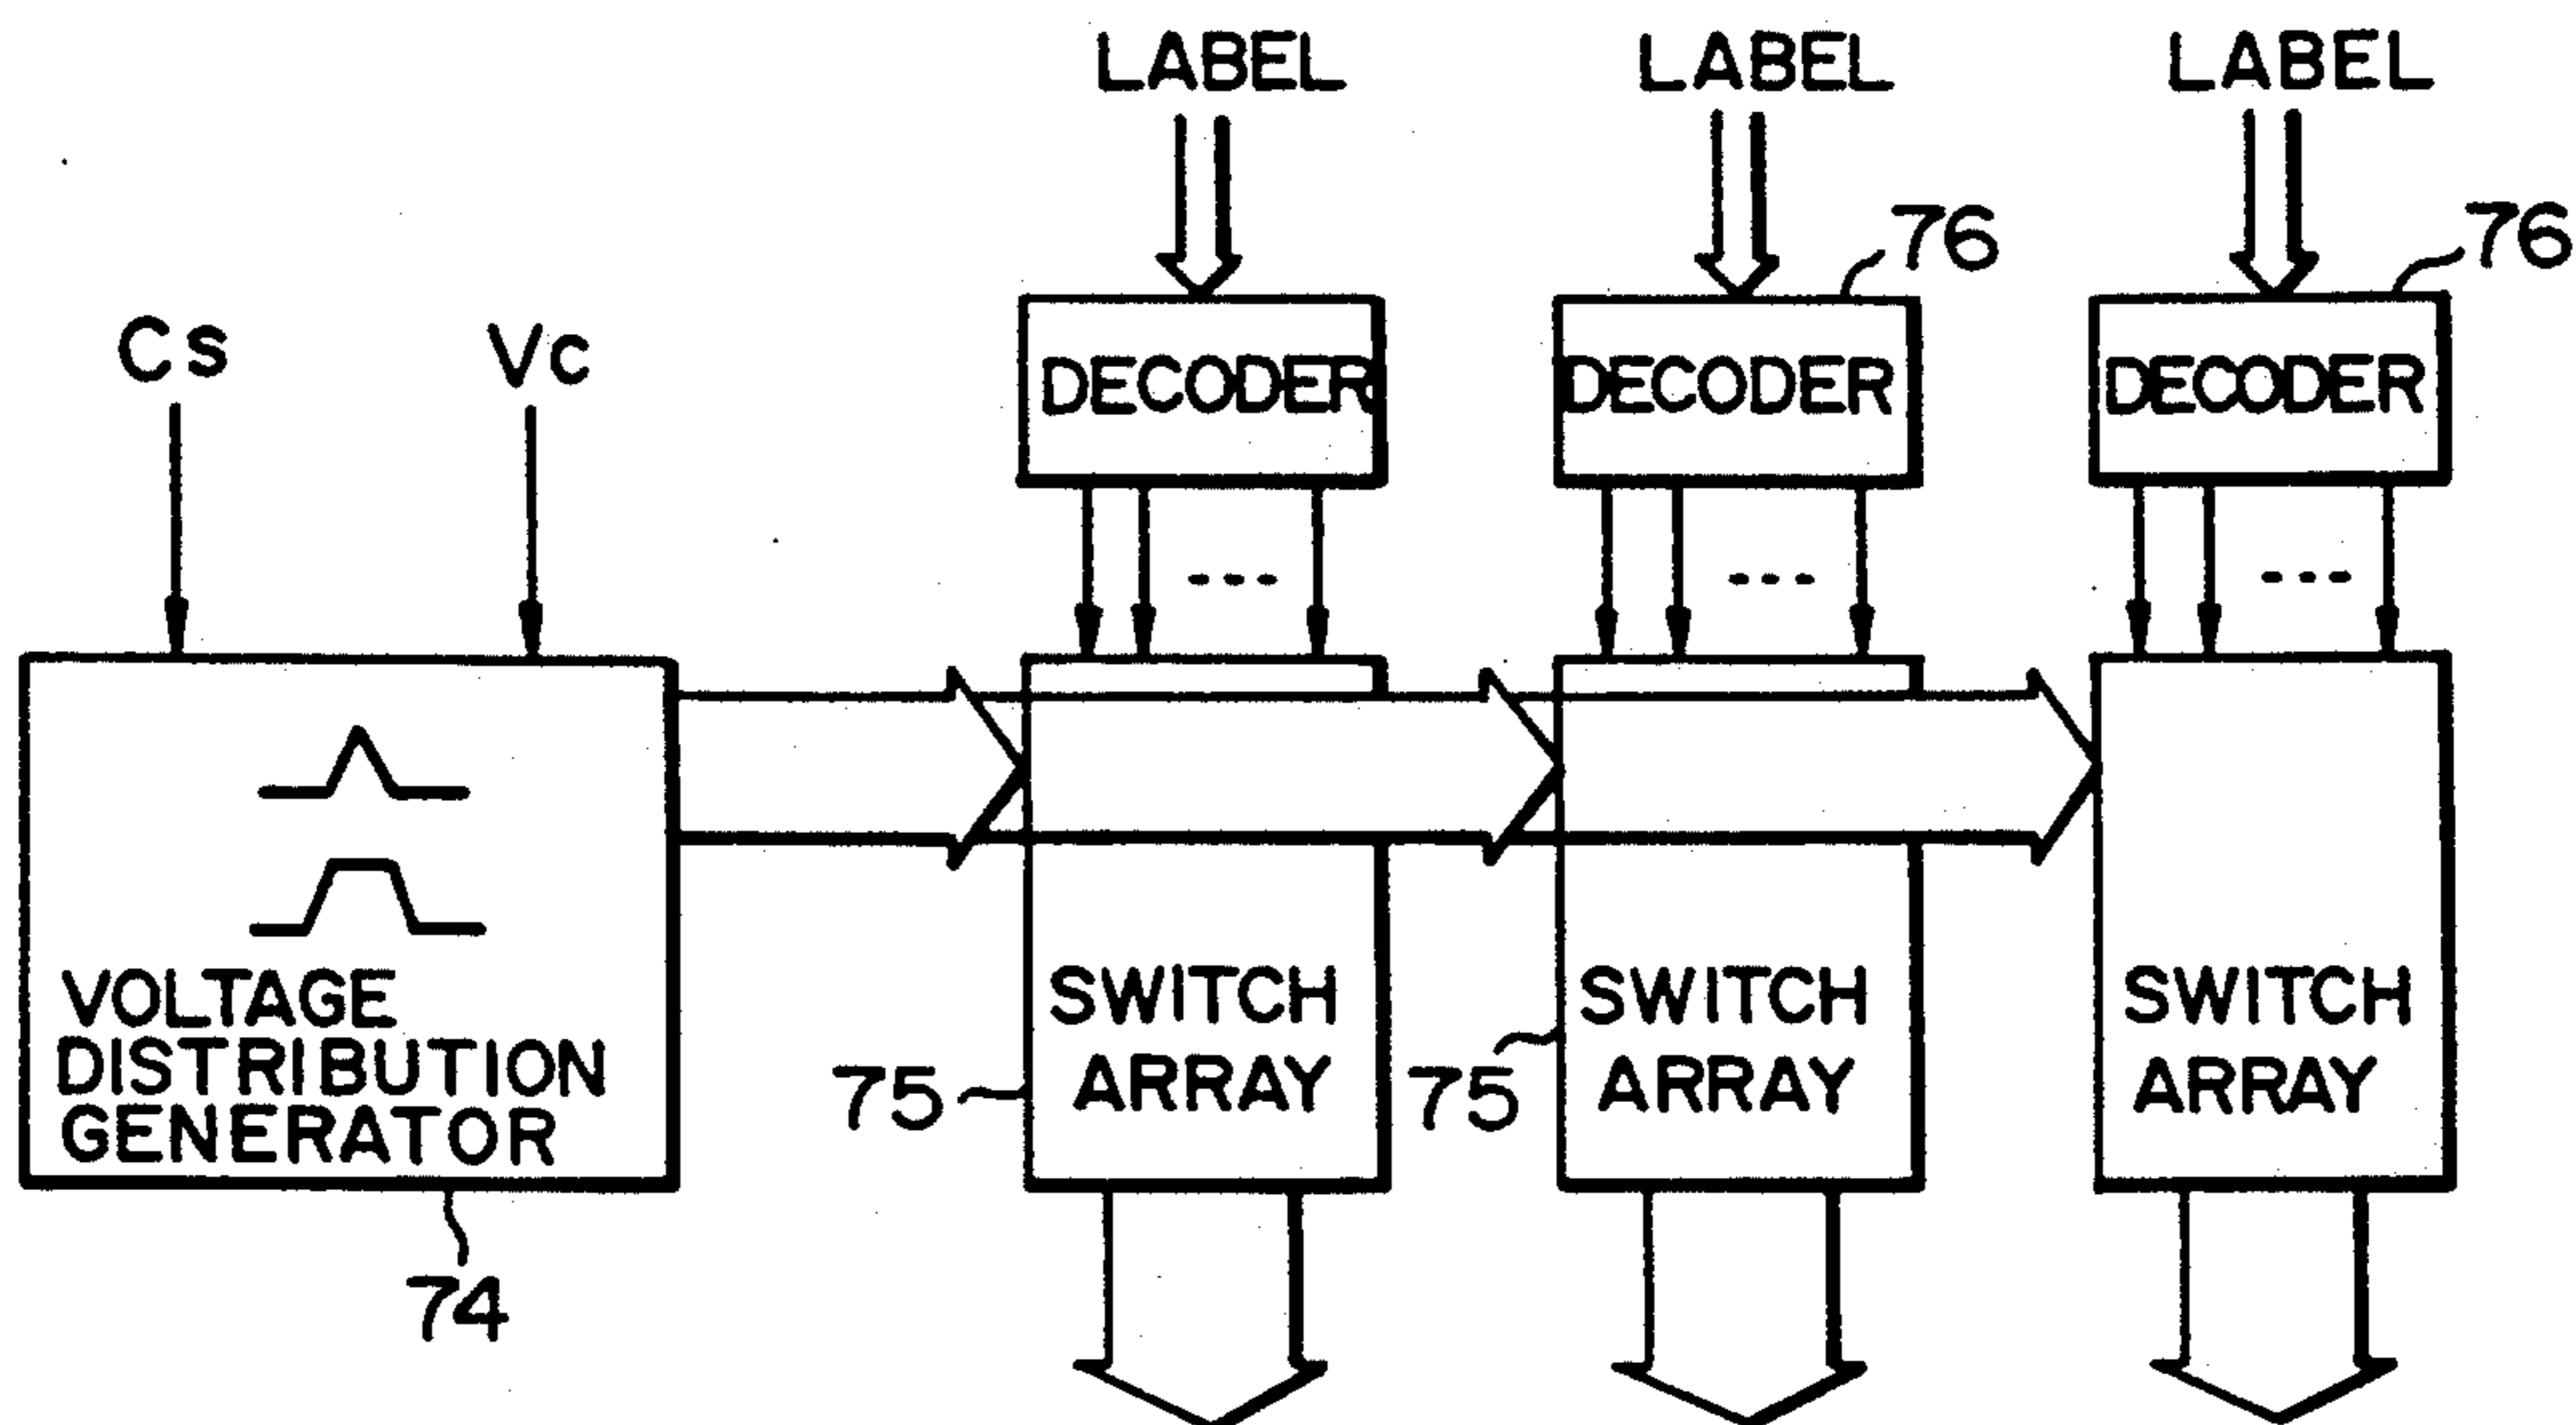 LABEL LABEL LABEL
76 76
Cs Vc
DECODER DECODER DECODER
--- --- ---
VOLTAGE
DISTRIBUTION
GENERATOR
SWITCH
ARRAY
SWITCH
ARRAY
SWITCH
ARRAY
75 75
74